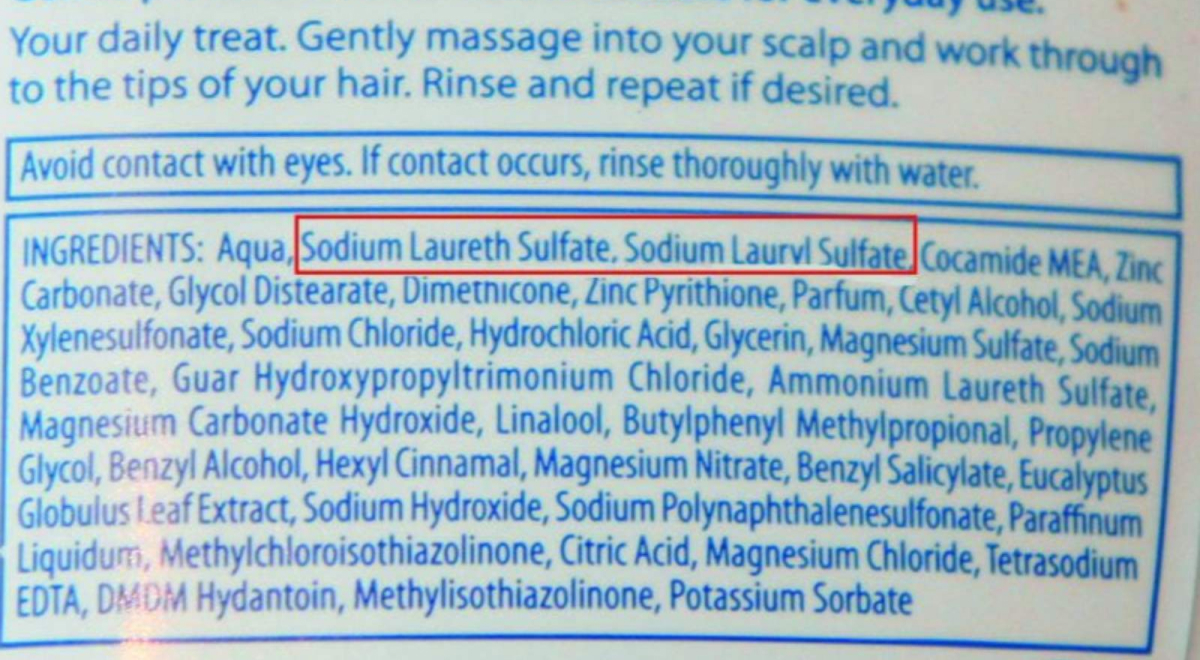 everyday use.
Your daily treat. Gently massage into your scalp and work through
to the tips of your hair. Rinse and repeat if desired.
Avoid contact with eyes. If contact occurs, rinse thoroughly with water.
INGREDIENTS: Aqua, Sodium Laureth Sulfate, Sodium Lauryl Sulfate, Cocamide MEA, Zinc
Carbonate, Glycol Distearate, Dimethicone, Zinc Pyrithione, Parfum, Cetyl Alcohol, Sodium
Xylenesulfonate, Sodium Chloride, Hydrochloric Acid, Glycerin, Magnesium Sulfate, Sodium
Benzoate, Guar Hydroxypropyltrimonium Chloride, Ammonium Laureth Sulfate,
Magnesium Carbonate Hydroxide, Linalool, Butylphenyl Methylpropional, Propylene
Glycol, Benzyl Alcohol, Hexyl Cinnamal, Magnesium Nitrate, Benzyl Salicylate, Eucalyptus
Globulus Leaf Extract, Sodium Hydroxide, Sodium Polynaphthalenesulfonate, Paraffinum
Liquidum, Methylchloroisothiazolinone, Citric Acid, Magnesium Chloride, Tetrasodium
EDTA, DMDM Hydantoin, Methylisothiazolinone, Potassium Sorbate